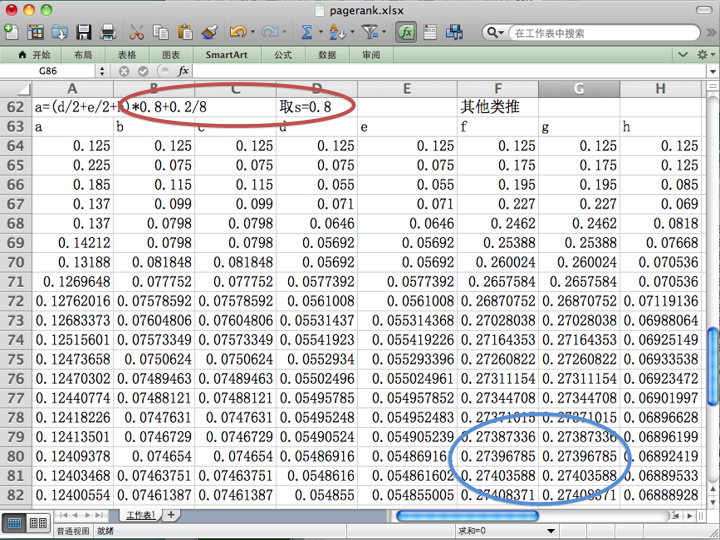 pagerank.xlsx
在工作表中搜索
开始 布局 表格 图表 SmartArt 公式 数据 审阅
G86 fx
A B C D E F G H
62 a=(d/2+e/2+h)*0.8+0.2/8 取s=0.8 其他类推
63 a b c d e f g h
64 0.125 0.125 0.125 0.125 0.125 0.125 0.125 0.125
65 0.225 0.075 0.075 0.075 0.075 0.175 0.175 0.125
66 0.185 0.115 0.115 0.055 0.055 0.195 0.195 0.085
67 0.137 0.099 0.099 0.071 0.071 0.227 0.227 0.069
68 0.137 0.0798 0.0798 0.0646 0.0646 0.2462 0.2462 0.0818
69 0.14212 0.0798 0.0798 0.05692 0.05692 0.25388 0.25388 0.07668
70 0.13188 0.081848 0.081848 0.05692 0.05692 0.260024 0.260024 0.070536
71 0.1269648 0.077752 0.077752 0.0577392 0.0577392 0.2657584 0.2657584 0.070536
72 0.12762016 0.07578592 0.07578592 0.0561008 0.0561008 0.26870752 0.26870752 0.07119136
73 0.12683373 0.07604806 0.07604806 0.05531437 0.055314368 0.27028038 0.27028038 0.06988064
74 0.12515601 0.07573349 0.07573349 0.05541923 0.055419226 0.27164353 0.27164353 0.06925149
75 0.12473658 0.0750624 0.0750624 0.0552934 0.055293396 0.27260822 0.27260822 0.06933538
76 0.12470302 0.07489463 0.07489463 0.05502496 0.055024961 0.27311154 0.27311154 0.06923472
77 0.12440774 0.07488121 0.07488121 0.05495785 0.054957852 0.27344708 0.27344708 0.06901997
78 0.12418226 0.0747631 0.0747631 0.05495248 0.054952483 0.27371015 0.27371015 0.06896628
79 0.12413501 0.0746729 0.0746729 0.05490524 0.054905239 0.27387336 0.27387336 0.06896199
80 0.12409378 0.074654 0.074654 0.05486916 0.05486916 0.27396785 0.27396785 0.06892419
81 0.12403468 0.07463751 0.07463751 0.0548616 0.054861602 0.27403588 0.27403588 0.06889533
82 0.12400554 0.07461387 0.07461387 0.054855 0.054855005 0.27408371 0.27408371 0.06888928
工作表1
普通视图 就绪 求和=0